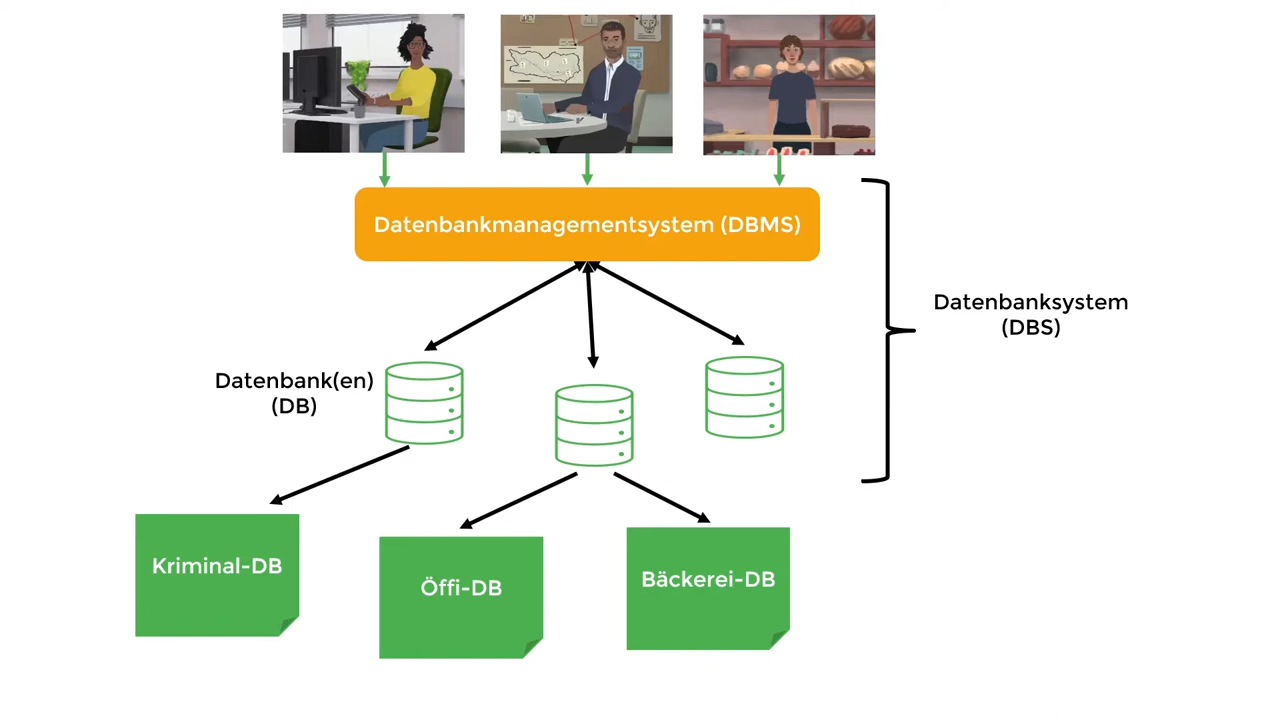 Datenbankmanagementsystem (DBMS)
Datenbanksystem
(DBS)
Datenbank(en)
(DB)
Kriminal-DB
Öffi-DB
Bäckerei-DB